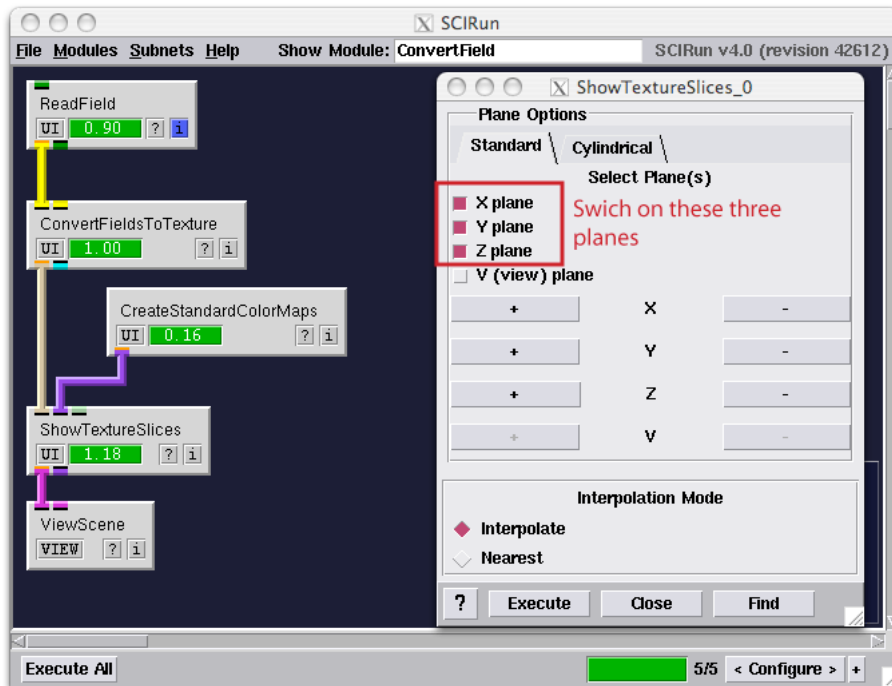 SCIRun
File Modules Subnets Help Show Module: ConvertField SCIRun v4.0 (revision 42612)
ReadField
UI 0.90 ? i
ConvertFieldsToTexture
UI 1.00 ? i
CreateStandardColorMaps
UI 0.16 ? i
ShowTextureSlices
UI 1.18 ? i
ViewScene
VIEW ? i
ShowTextureSlices_0
Plane Options
Standard Cylindrical
Select Plane(s)
X plane
Y plane
Z plane
V (view) plane
Swich on these three
planes
+ X -
+ Y -
+ Z -
+ V -
Interpolation Mode
Interpolate
Nearest
? Execute Close Find
Execute All 5/5 < Configure > +